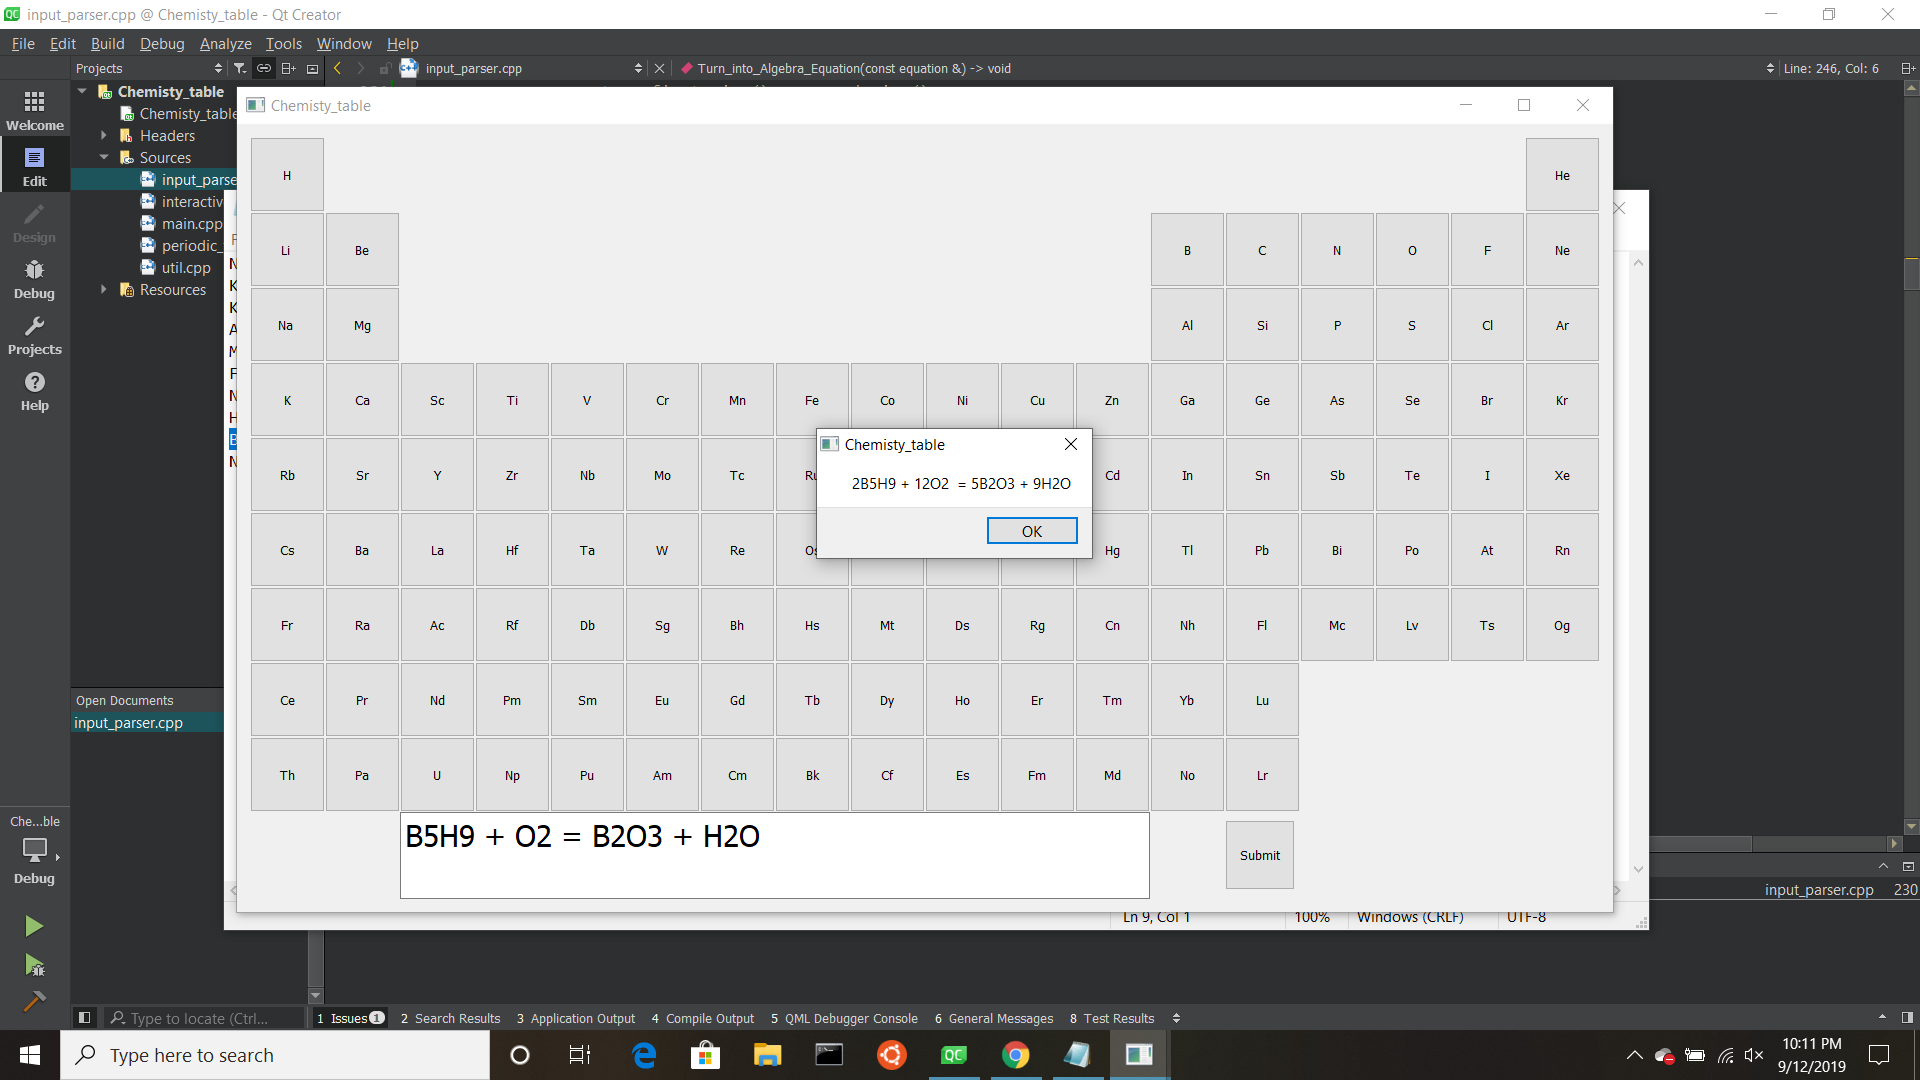 input_parser.cpp @ Chemisty_table - Qt Creator
File Edit Build Debug Analyze Tools Window Help
Projects input_parser.cpp Turn_into_Algebra_Equation(const equation &) -> void Line: 246, Col: 6
Welcome
Edit
Design
Debug
Projects
Help
Chemisty_table
Chemisty_table
Headers
Sources
input_parse
interactiv
main.cpp
periodic_
util.cpp
Resources
Open Documents
input_parser.cpp
Chemisty_table
H He
Li Be B C N O F Ne
Na Mg Al Si P S Cl Ar
K Ca Sc Ti V Cr Mn Fe Co Ni Cu Zn Ga Ge As Se Br Kr
Rb Sr Y Zr Nb Mo Tc Ru Cd In Sn Sb Te I Xe
Cs Ba La Hf Ta W Re Os Hg Tl Pb Bi Po At Rn
Fr Ra Ac Rf Db Sg Bh Hs Mt Ds Rg Cn Nh Fl Mc Lv Ts Og
Ce Pr Nd Pm Sm Eu Gd Tb Dy Ho Er Tm Yb Lu
Th Pa U Np Pu Am Cm Bk Cf Es Fm Md No Lr
Chemisty_table
2B5H9 + 12O2  = 5B2O3 + 9H2O
OK
B5H9 + O2 = B2O3 + H2O
Submit
Che...ble
Debug
input_parser.cpp 230
Ln 9, Col 1 100% Windows (CRLF) UTF-8
Type to locate (Ctrl... 1 Issues 1 2 Search Results 3 Application Output 4 Compile Output 5 QML Debugger Console 6 General Messages 8 Test Results
Type here to search
QC
10:11 PM
9/12/2019